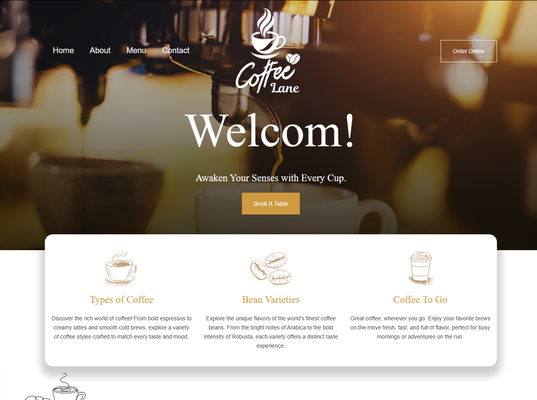 Home About Menu Contact
Coffee
Lane
Order Online
Welcom!
Awaken Your Senses with Every Cup.
Book A Table
Types of Coffee
Discover the rich world of coffee! From bold espressos to
creamy lattes and smooth cold brews, explore a variety
of coffee styles crafted to match every taste and mood.
Bean Varieties
Explore the unique flavors of the world's finest coffee
beans. From the bright notes of Arabica to the bold
intensity of Robusta, each variety offers a distinct taste
experience.
Coffee To Go
Great coffee, wherever you go. Enjoy your favorite brews
on the move fresh, fast, and full of flavor, perfect for busy
mornings or adventures on the run.